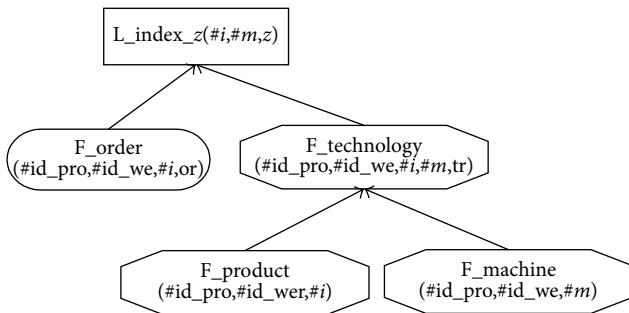 L_index_z(#i,#m,z)
F_order
(#id_pro,#id_we,#i,or)
F_technology
(#id_pro,#id_we,#i,#m,tr)
F_product
(#id_pro,#id_wer,#i)
F_machine
(#id_pro,#id_we,#m)